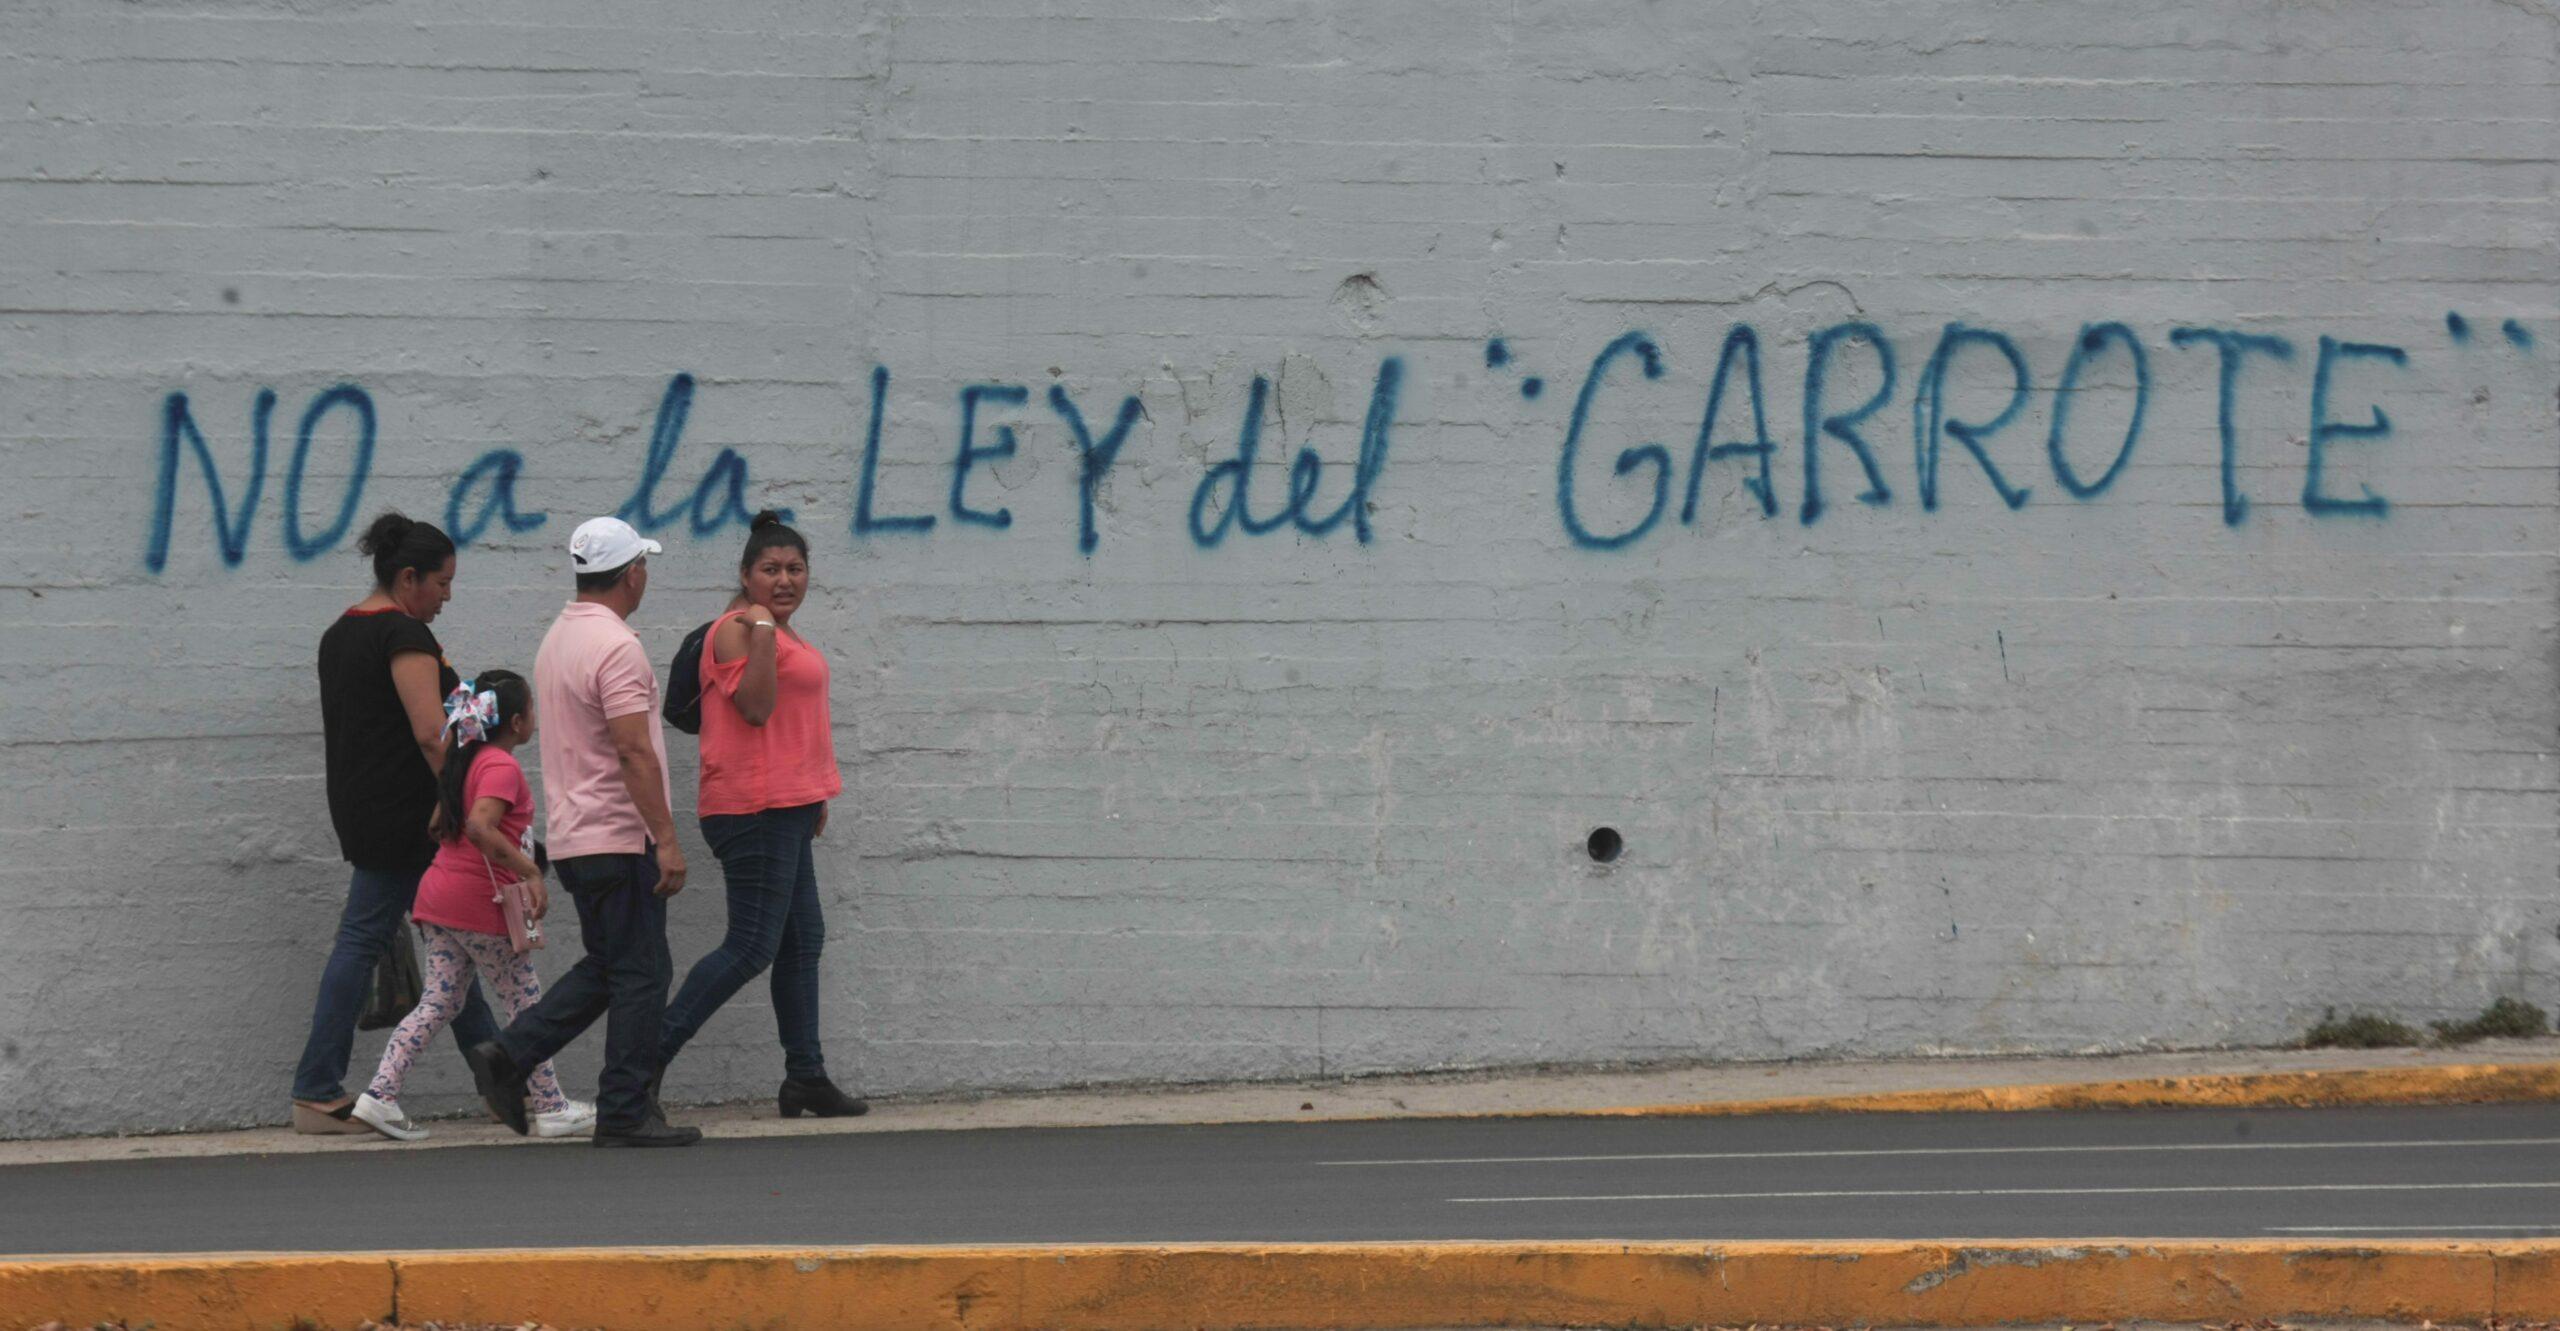 NO a la LEY del "GARROTE"